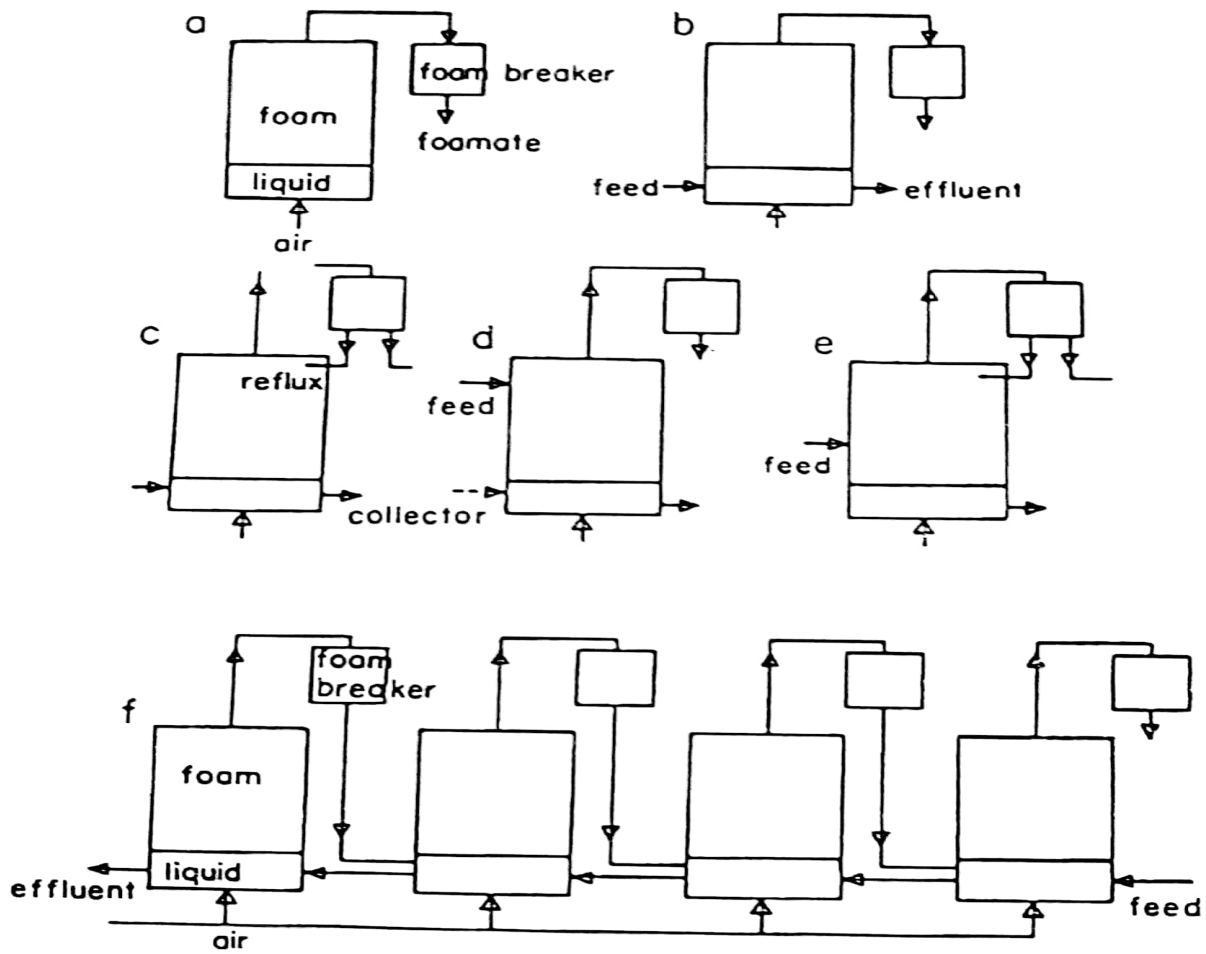 a
b
foam breaker
foam
foamate
liquid
feed
effluent
air
c
d
e
reflux
feed
feed
collector
foam
breaker
f
foam
liquid
effluent
feed
air